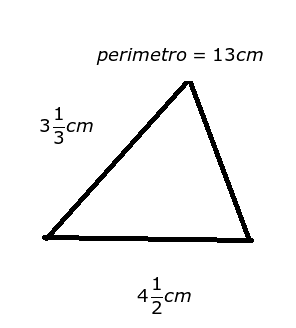 perimetro = 13cm
3 1/3 cm
4 1/2 cm